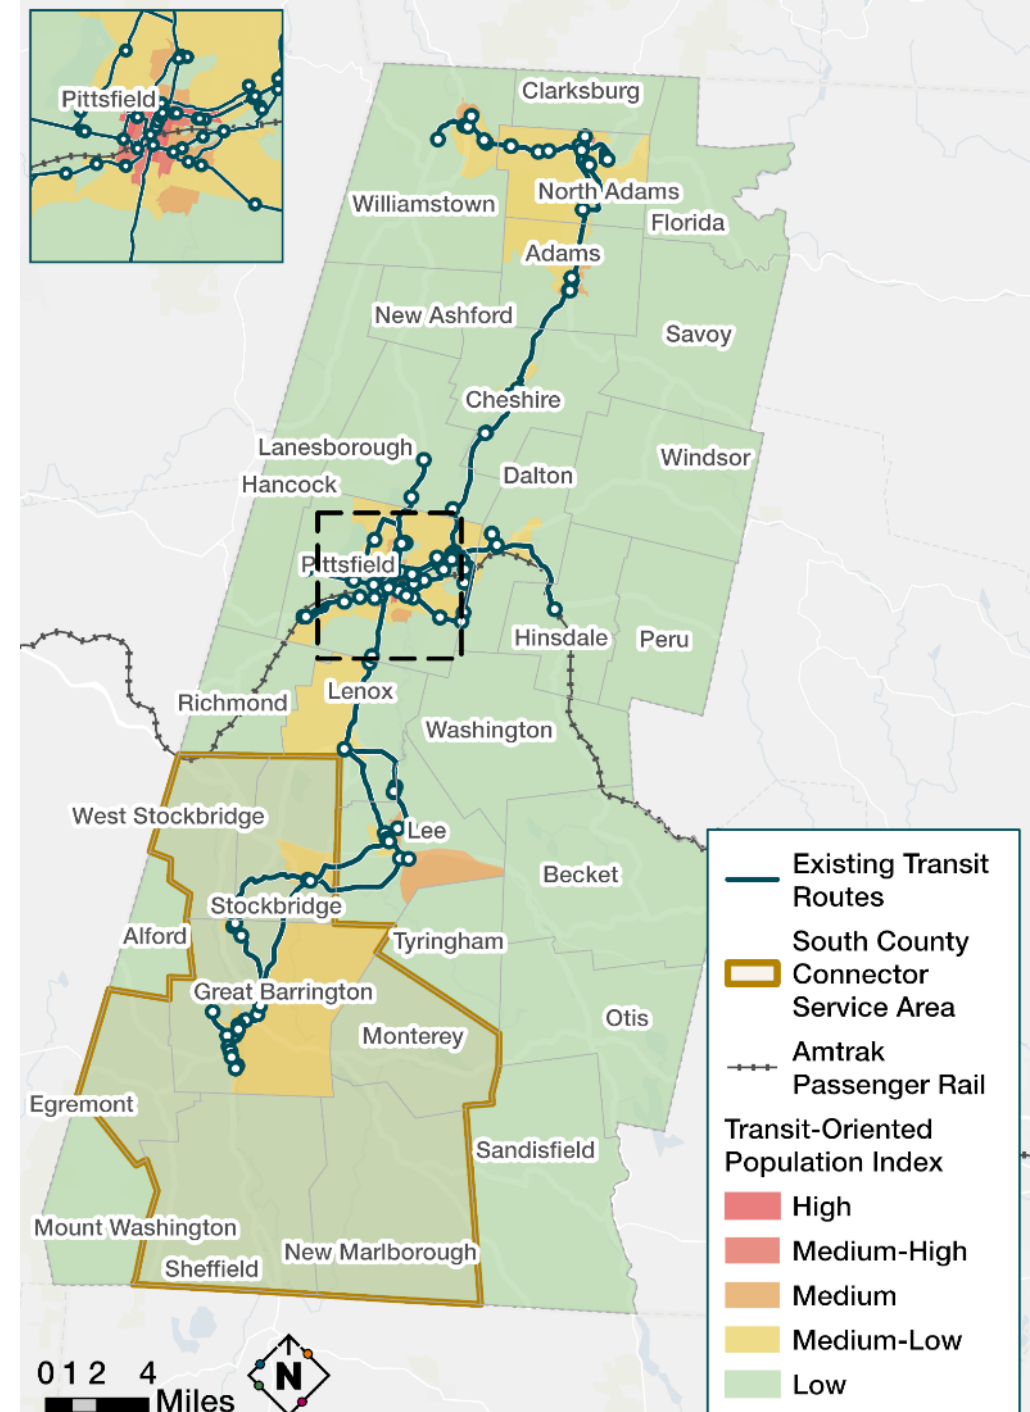 Pittsfield
Clarksburg
North Adams
Williamstown
Florida
Adams
New Ashford
Savoy
Cheshire
Lanesborough
Windsor
Dalton
Hancock
Pittsfield
Hinsdale
Peru
Lenox
Richmond
Washington
West Stockbridge
Lee
Becket
Stockbridge
Alford
Tyringham
Great Barrington
Otis
Monterey
Egremont
Sandisfield
Mount Washington
New Marlborough
Sheffield
Existing Transit
Routes
South County
Connector
Service Area
Amtrak
Passenger Rail
Transit-Oriented
Population Index
High
Medium-High
Medium
Medium-Low
Low
0 1 2 4
Miles
N